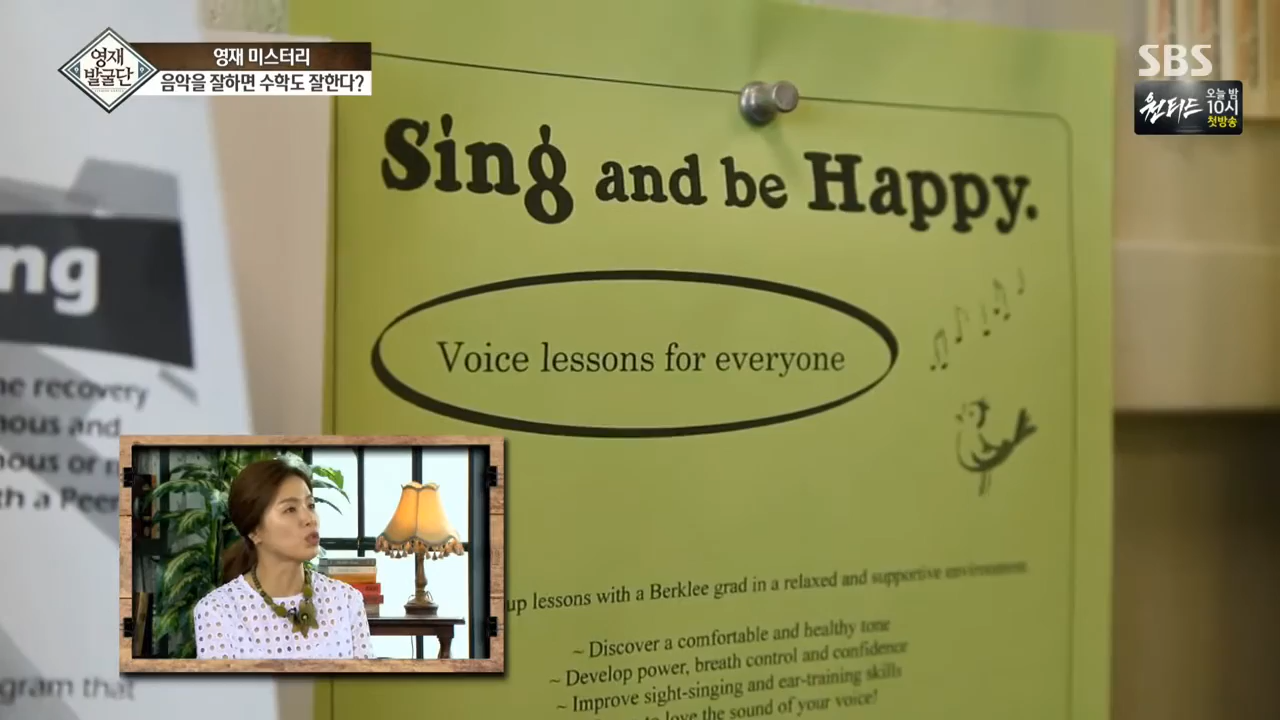 영재
발굴단
영재 미스터리
음악을 잘하면 수학도 잘한다?
SBS
원티드
오늘 밤
10시
첫방송
Sing and be Happy.
Voice lessons for everyone
up lessons with a Berklee grad in a relaxed and supportive environment
~ Discover a comfortable and healthy tone
~ Develop power, breath control and confidence
~ Improve sight-singing and ear-training skills
love the sound of your voice!
ng
recovery
and
or
with a Peer
gram that